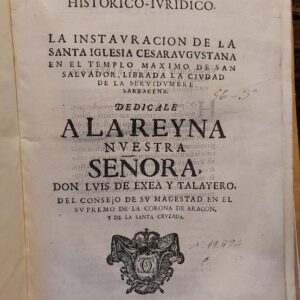 HISTORICO-IVRIDICO.
LA INSTAVRACION DE LA
SANTA IGLESIA CESARAVGVSTANA
EN EL TEMPLO MAXIMO DE SAN
SALVADOR, LIBRADA LA CIVDAD
DE LA SERVIDVMBRE
SARRACENA.
DEDICALE
A LA REYNA
NVESTRA
SEÑORA,
DON LVIS DE EXEA Y TALAYERO,
DEL CONSEJO DE SV MAGESTAD EN EL
SVPREMO DE LA CORONA DE ARAGON,
Y DE LA SANTA CRVZADA.